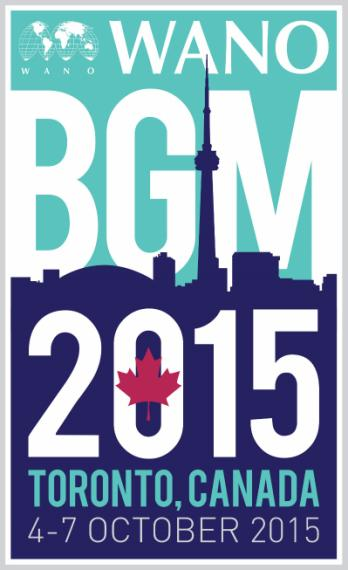 WANO
WANO
BGM
2015
TORONTO, CANADA
4-7 OCTOBER 2015